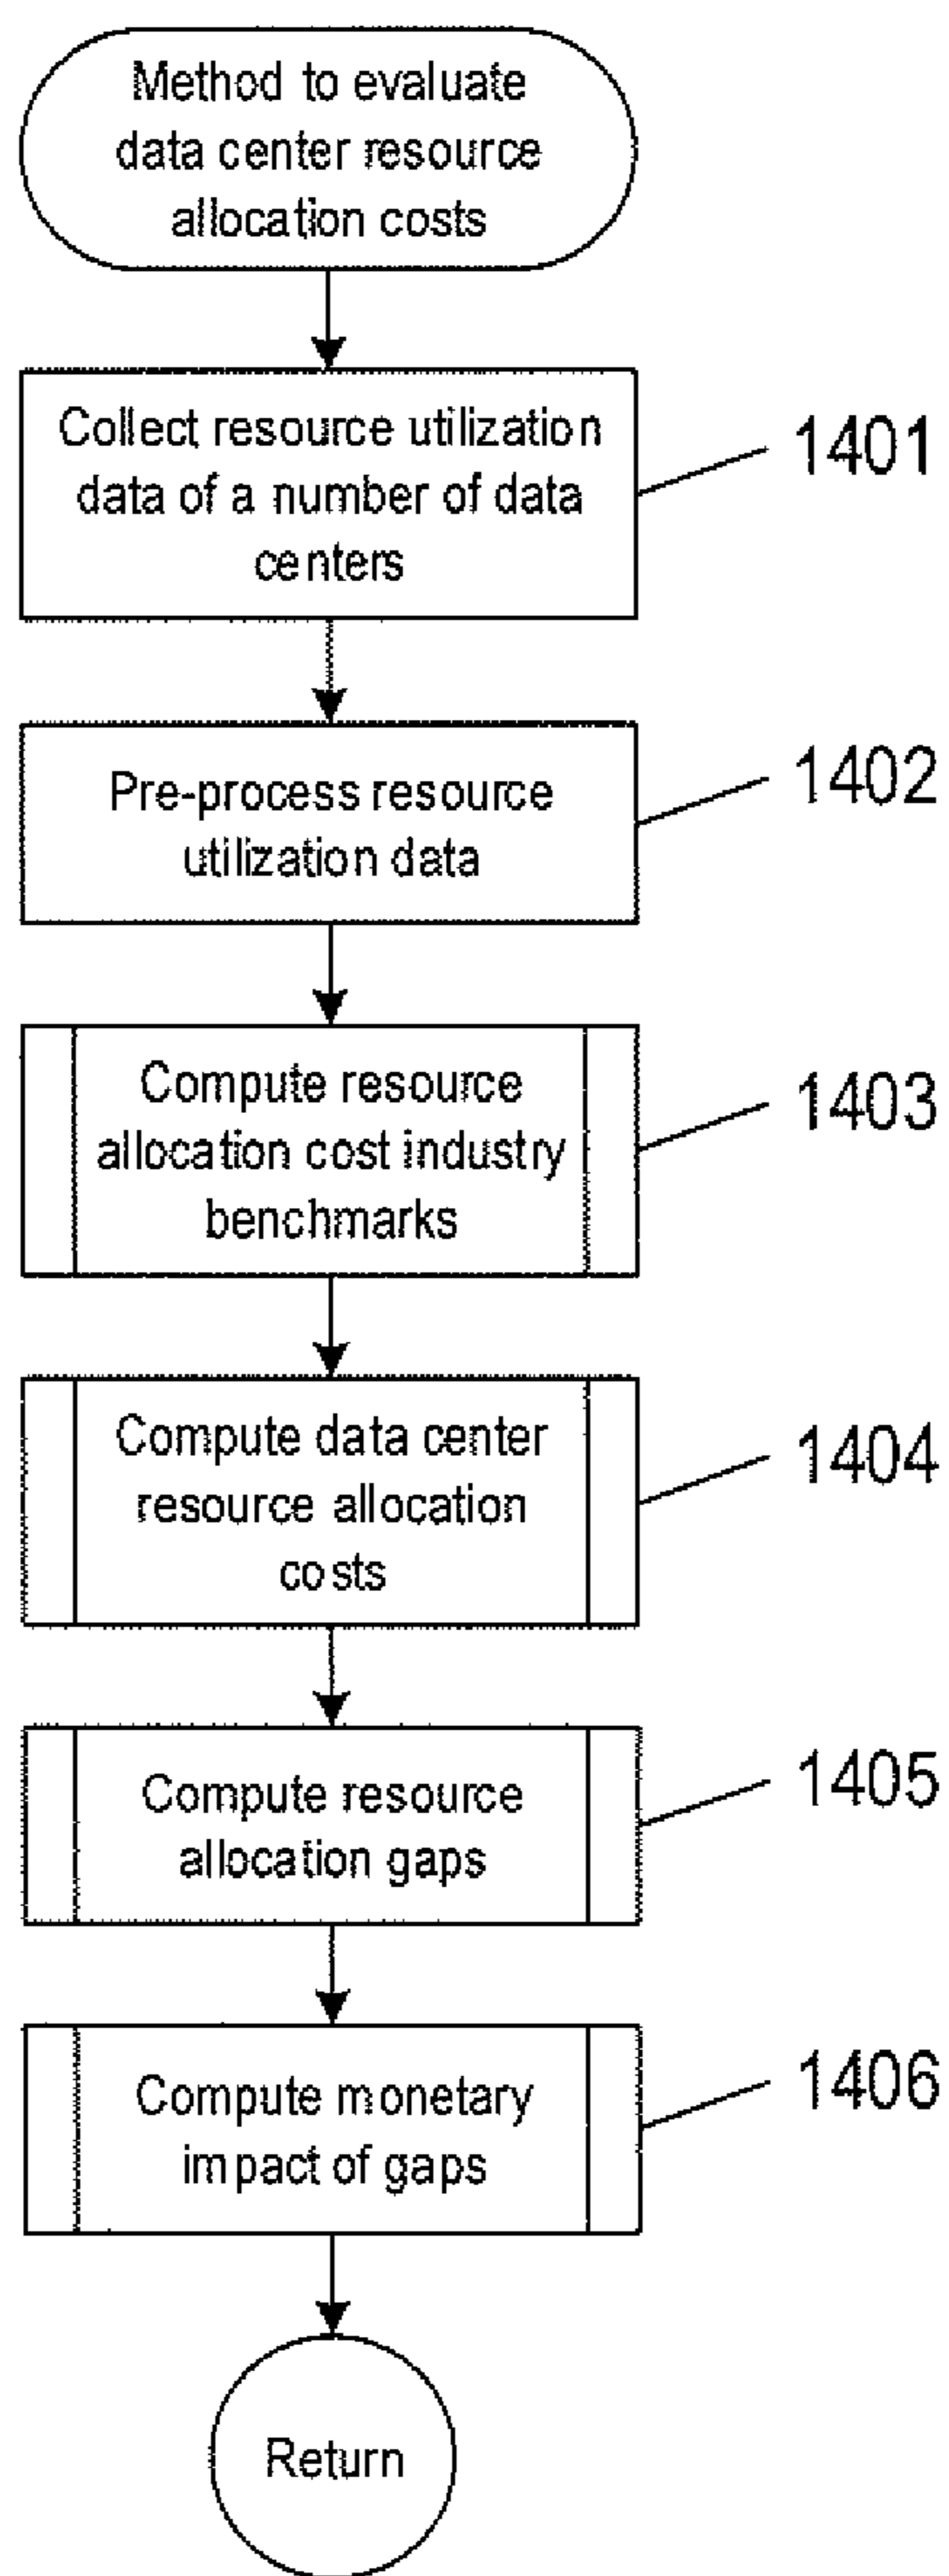 Method to evaluate
data center resource
allocation costs
Collect resource utilization
data of a number of data
centers
1401
Pre-process resource
utilization data
1402
Compute resource
allocation cost industry
benchmarks
1403
Compute data center
resource allocation
costs
1404
Compute resource
allocation gaps
1405
Compute monetary
impact of gaps
1406
Return